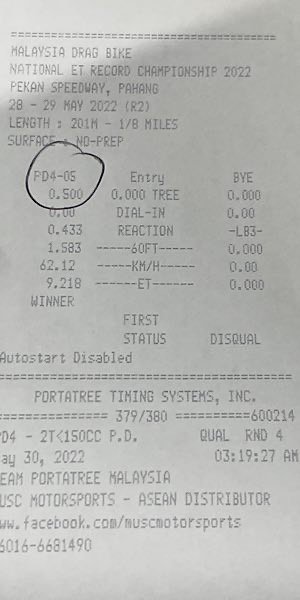 MALAYSIA DRAG BIKE
NATIONAL ET RECORD CHAMPIONSHIP 2022
PEKAN SPEEDWAY, PAHANG
28 - 29 MAY 2022 (R2)
LENGTH : 201M - 1/8 MILES
SURFACE : NO-PREP
PD4-05 Entry BYE
0.500 0.000 TREE 0.000
0.00 DIAL-IN 0.00
0.433 REACTION -LB3-
1.583 -----60FT----- 0.000
62.12 -----KM/H----- 0.00
9.218 ------ET------ 0.000
WINNER
FIRST
STATUS DISQUAL
Autostart Disabled
PORTATREE TIMING SYSTEMS, INC.
=============== 379/380 ==========600214
PD4 - 2T<150CC P.D. QUAL RND 4
ay 30, 2022 03:19:27 AM
EAM PORTATREE MALAYSIA
USC MOTORSPORTS - ASEAN DISTRIBUTOR
ww.facebook.com/muscmotorsports
6016-6681490